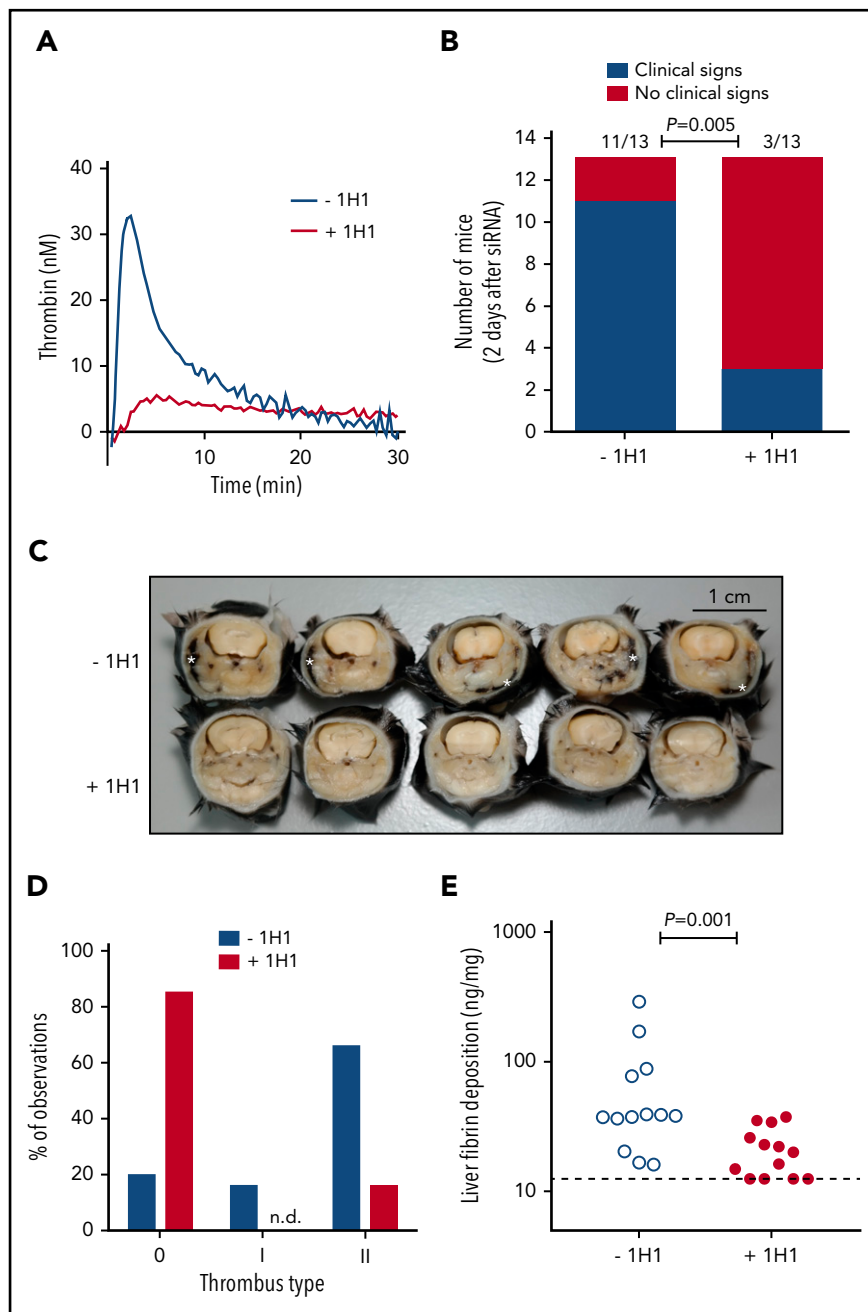 A
Thrombin (nM)
40
30
20
10
0
- 1H1
+ 1H1
10
20
30
Time (min)
B
Clinical signs
No clinical signs
P=0.005
11/13
3/13
Number of mice
(2 days after siRNA)
14
12
10
8
6
4
2
0
- 1H1
+ 1H1
C
1 cm
- 1H1
* * * * *
+ 1H1
D
- 1H1
+ 1H1
% of observations
100
80
60
40
20
0
n.d.
0
I
II
Thrombus type
E
P=0.001
Liver fibrin deposition (ng/mg)
1000
100
10
- 1H1
+ 1H1